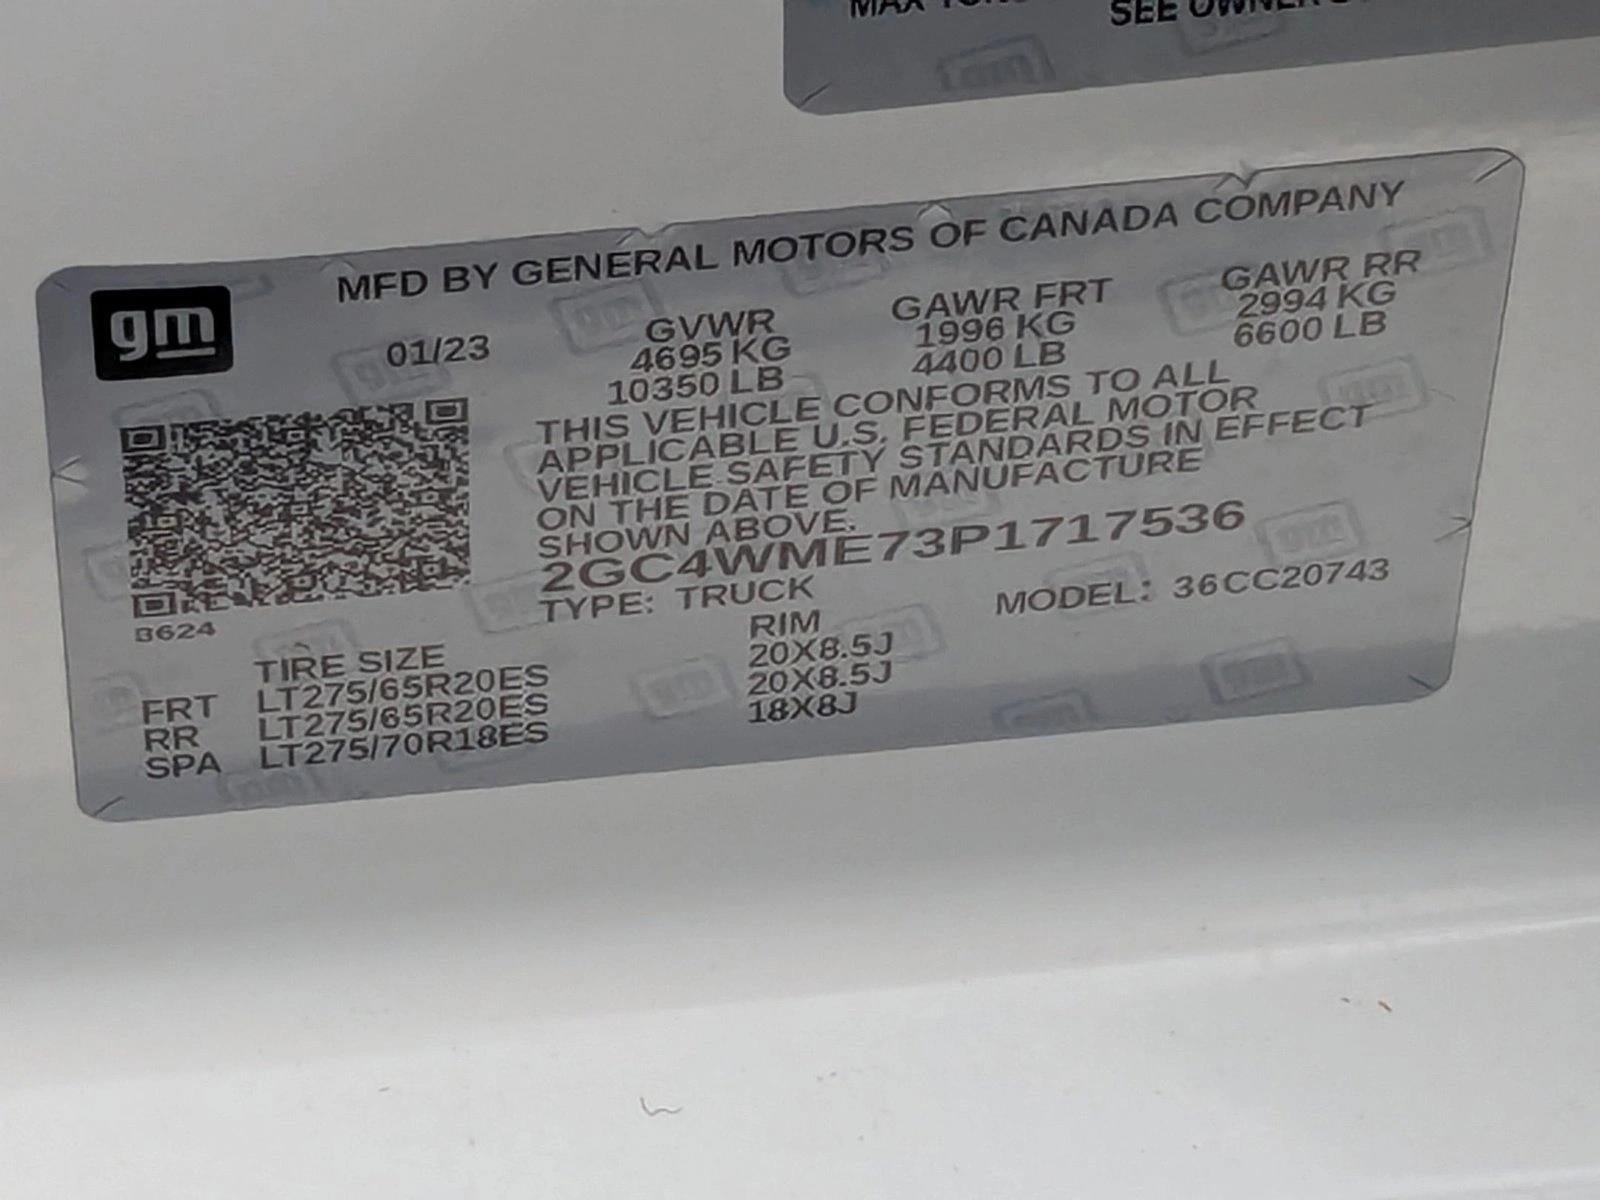 SEE OWNER
gm
MFD BY GENERAL MOTORS OF CANADA COMPANY
01/23
GVWR GAWR FRT GAWR RR
4695 KG 1996 KG 2994 KG
10350 LB 4400 LB 6600 LB
THIS VEHICLE CONFORMS TO ALL
APPLICABLE U.S. FEDERAL MOTOR
VEHICLE SAFETY STANDARDS IN EFFECT
ON THE DATE OF MANUFACTURE
SHOWN ABOVE.
2GC4WME73P1717536
TYPE: TRUCK MODEL: 36CC20743
B624
TIRE SIZE RIM
FRT LT275/65R20ES 20X8.5J
RR LT275/65R20ES 20X8.5J
SPA LT275/70R18ES 18X8J